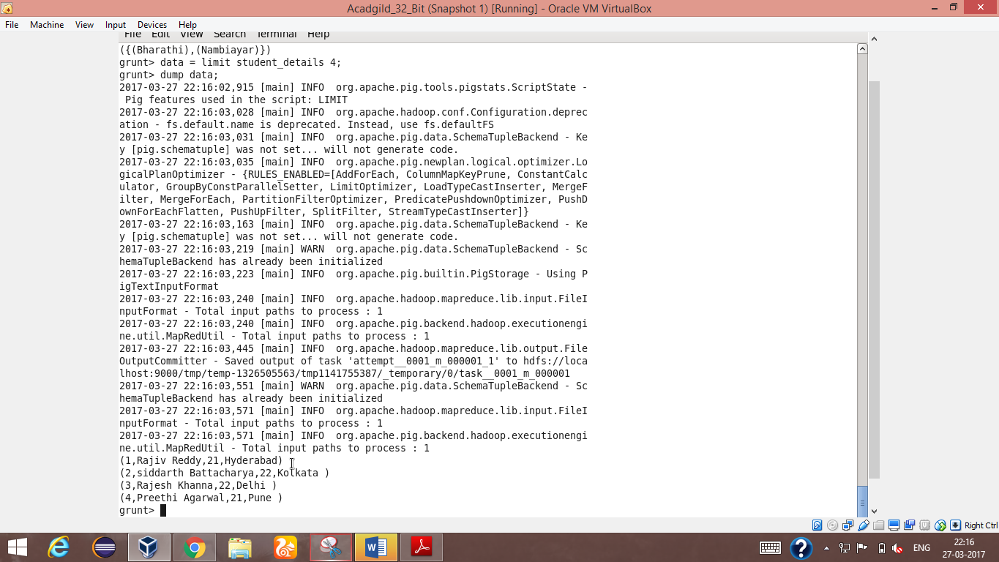 Acadgild_32_Bit (Snapshot 1) [Running] - Oracle VM VirtualBox
File Machine View Input Devices Help
File Edit View Search Terminal Help
({(Bharathi),(Nambiayar)})
grunt> data = limit student_details 4;
grunt> dump data;
2017-03-27 22:16:02,915 [main] INFO  org.apache.pig.tools.pigstats.ScriptState -
 Pig features used in the script: LIMIT
2017-03-27 22:16:03,028 [main] INFO  org.apache.hadoop.conf.Configuration.deprec
ation - fs.default.name is deprecated. Instead, use fs.defaultFS
2017-03-27 22:16:03,031 [main] INFO  org.apache.pig.data.SchemaTupleBackend - Ke
y [pig.schematuple] was not set... will not generate code.
2017-03-27 22:16:03,035 [main] INFO  org.apache.pig.newplan.logical.optimizer.Lo
gicalPlanOptimizer - {RULES_ENABLED=[AddForEach, ColumnMapKeyPrune, ConstantCalc
ulator, GroupByConstParallelSetter, LimitOptimizer, LoadTypeCastInserter, MergeF
ilter, MergeForEach, PartitionFilterOptimizer, PredicatePushdownOptimizer, PushD
ownForEachFlatten, PushUpFilter, SplitFilter, StreamTypeCastInserter]}
2017-03-27 22:16:03,163 [main] INFO  org.apache.pig.data.SchemaTupleBackend - Ke
y [pig.schematuple] was not set... will not generate code.
2017-03-27 22:16:03,219 [main] WARN  org.apache.pig.data.SchemaTupleBackend - Sc
hemaTupleBackend has already been initialized
2017-03-27 22:16:03,223 [main] INFO  org.apache.pig.builtin.PigStorage - Using P
igTextInputFormat
2017-03-27 22:16:03,240 [main] INFO  org.apache.hadoop.mapreduce.lib.input.FileI
nputFormat - Total input paths to process : 1
2017-03-27 22:16:03,240 [main] INFO  org.apache.pig.backend.hadoop.executionengi
ne.util.MapRedUtil - Total input paths to process : 1
2017-03-27 22:16:03,445 [main] INFO  org.apache.hadoop.mapreduce.lib.output.File
OutputCommitter - Saved output of task 'attempt__0001_m_000001_1' to hdfs://loca
lhost:9000/tmp/temp-1326505563/tmp1141755387/_temporary/0/task__0001_m_000001
2017-03-27 22:16:03,551 [main] WARN  org.apache.pig.data.SchemaTupleBackend - Sc
hemaTupleBackend has already been initialized
2017-03-27 22:16:03,571 [main] INFO  org.apache.hadoop.mapreduce.lib.input.FileI
nputFormat - Total input paths to process : 1
2017-03-27 22:16:03,571 [main] INFO  org.apache.pig.backend.hadoop.executionengi
ne.util.MapRedUtil - Total input paths to process : 1
(1,Rajiv Reddy,21,Hyderabad)
(2,siddarth Battacharya,22,Kolkata )
(3,Rajesh Khanna,22,Delhi )
(4,Preethi Agarwal,21,Pune )
grunt>
Right Ctrl
ENG
22:16
27-03-2017